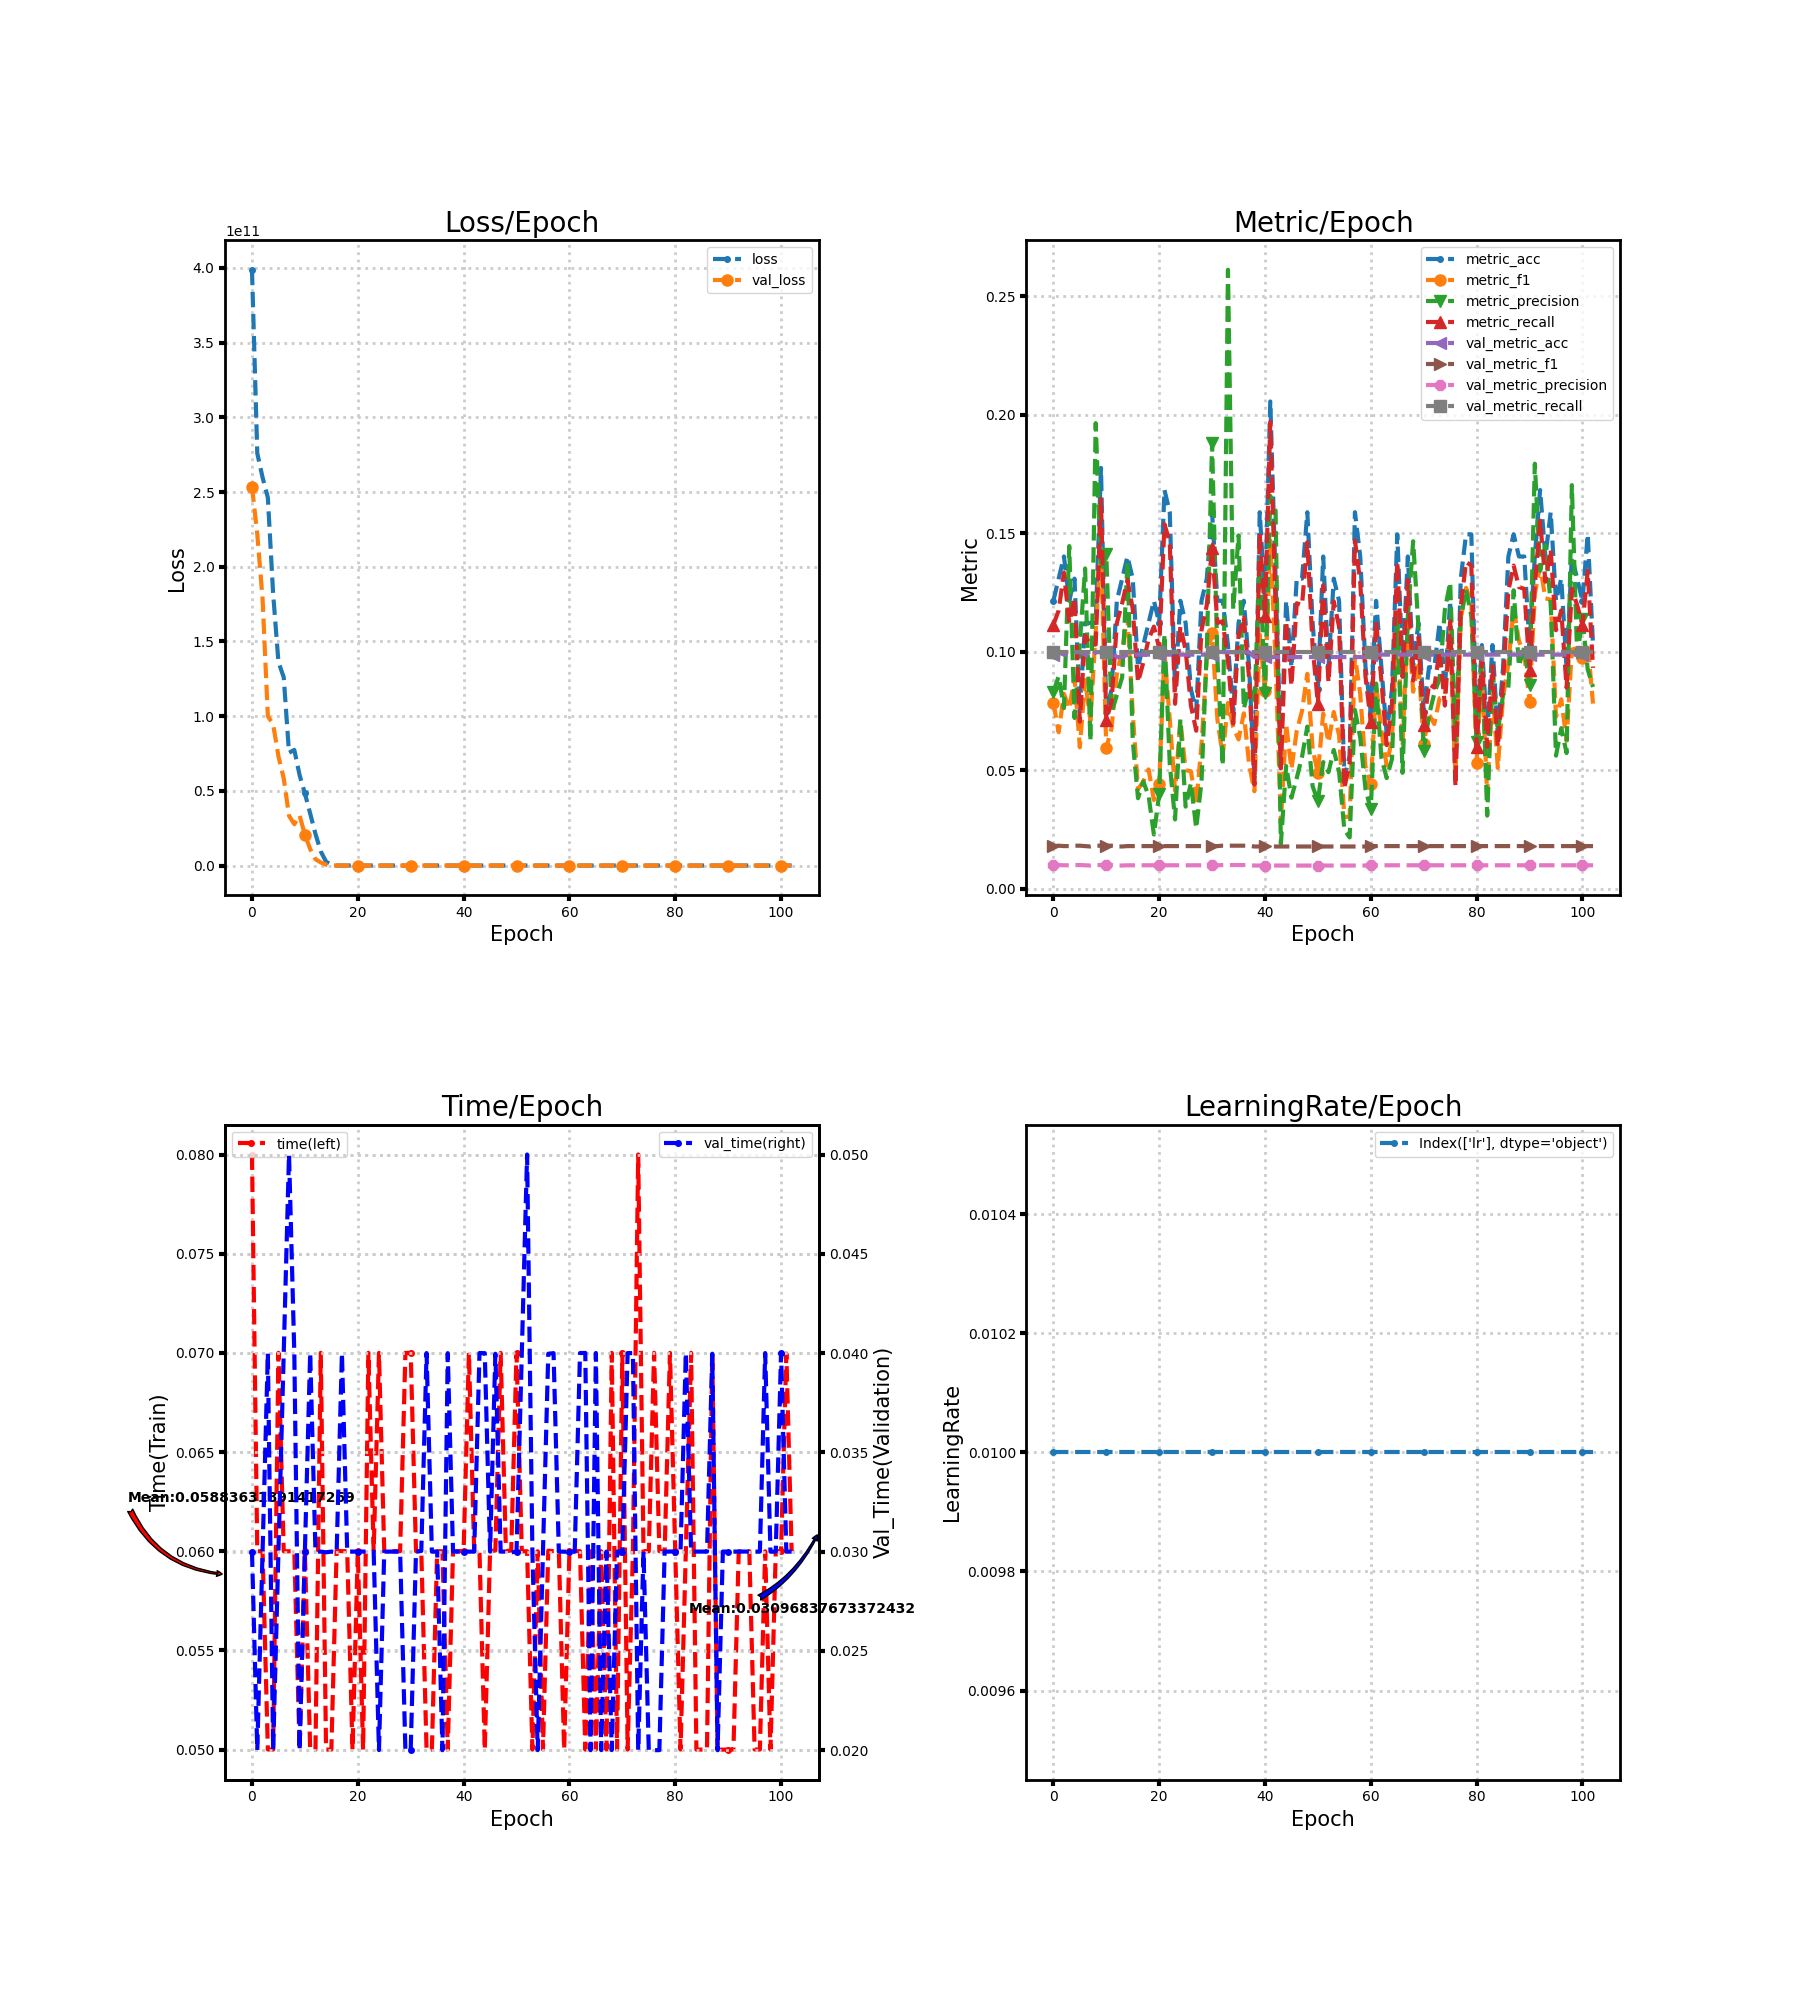 Loss/Epoch
1e11
4.0
3.5
3.0
2.5
2.0
1.5
1.0
0.5
0.0
Loss
loss
val_loss
0 20 40 60 80 100
Epoch
Metric/Epoch
0.25
0.20
0.15
0.10
0.05
0.00
Metric
metric_acc
metric_f1
metric_precision
metric_recall
val_metric_acc
val_metric_f1
val_metric_precision
val_metric_recall
0 20 40 60 80 100
Epoch
Time/Epoch
time(left)
val_time(right)
0.080
0.075
0.070
0.065
0.060
0.055
0.050
Time(Train)
0.050
0.045
0.040
0.035
0.030
0.025
0.020
Val_Time(Validation)
Mean:0.03096837673372432
0 20 40 60 80 100
Epoch
LearningRate/Epoch
Index(['lr'], dtype='object')
0.0104
0.0102
0.0100
0.0098
0.0096
LearningRate
0 20 40 60 80 100
Epoch